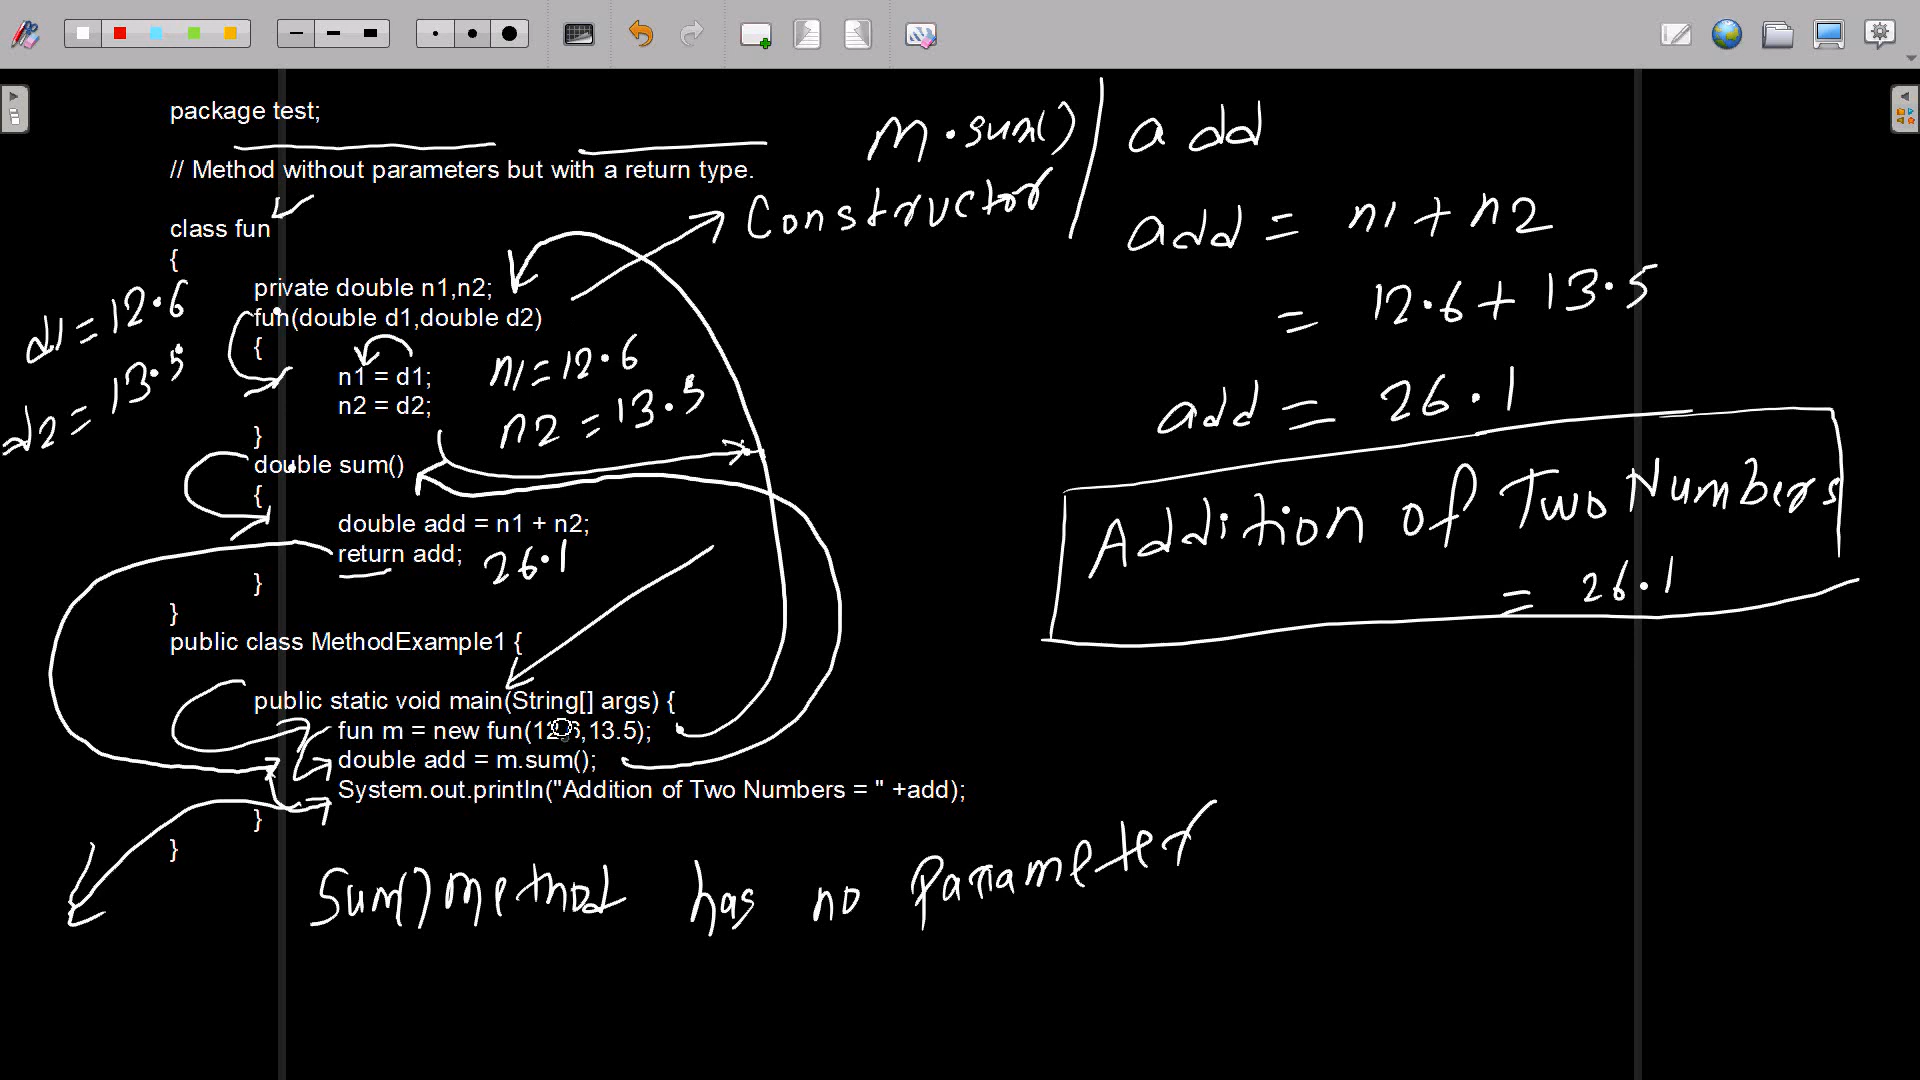 package test;
// Method without parameters but with a return type.
class fun
{
private double n1,n2;
fun(double d1,double d2)
{
n1 = d1;
n2 = d2;
}
double sum()
{
double add = n1 + n2;
return add;
}
}
public class MethodExample1 {
public static void main(String[] args) {
fun m = new fun(12.6,13.5);
double add = m.sum();
System.out.println("Addition of Two Numbers = " +add);
}
}
d1 = 12.6
d2 = 13.5
n1 = 12.6
n2 = 13.5
26.1
m.sum()
Constructor
add
add = n1 + n2
= 12.6 + 13.5
add = 26.1
Addition of Two Numbers
= 26.1
Sum() method has no Parameter